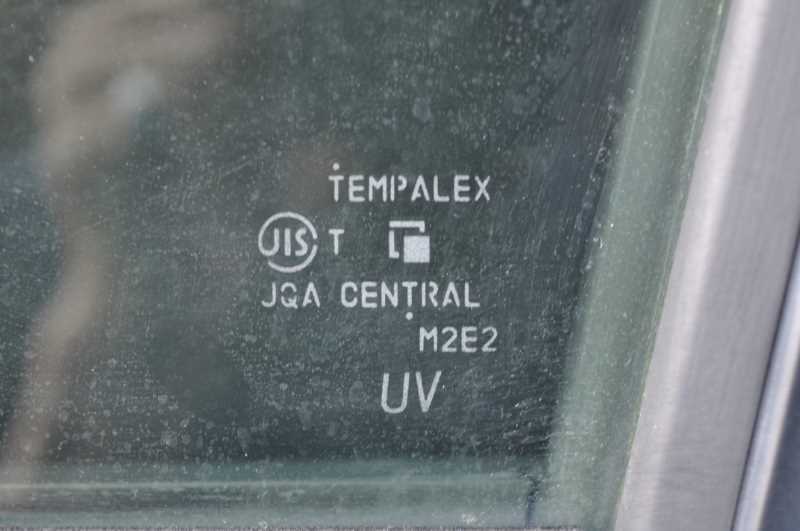 TEMPALEX
JIS T
JQA CENTRAL
M2E2
UV